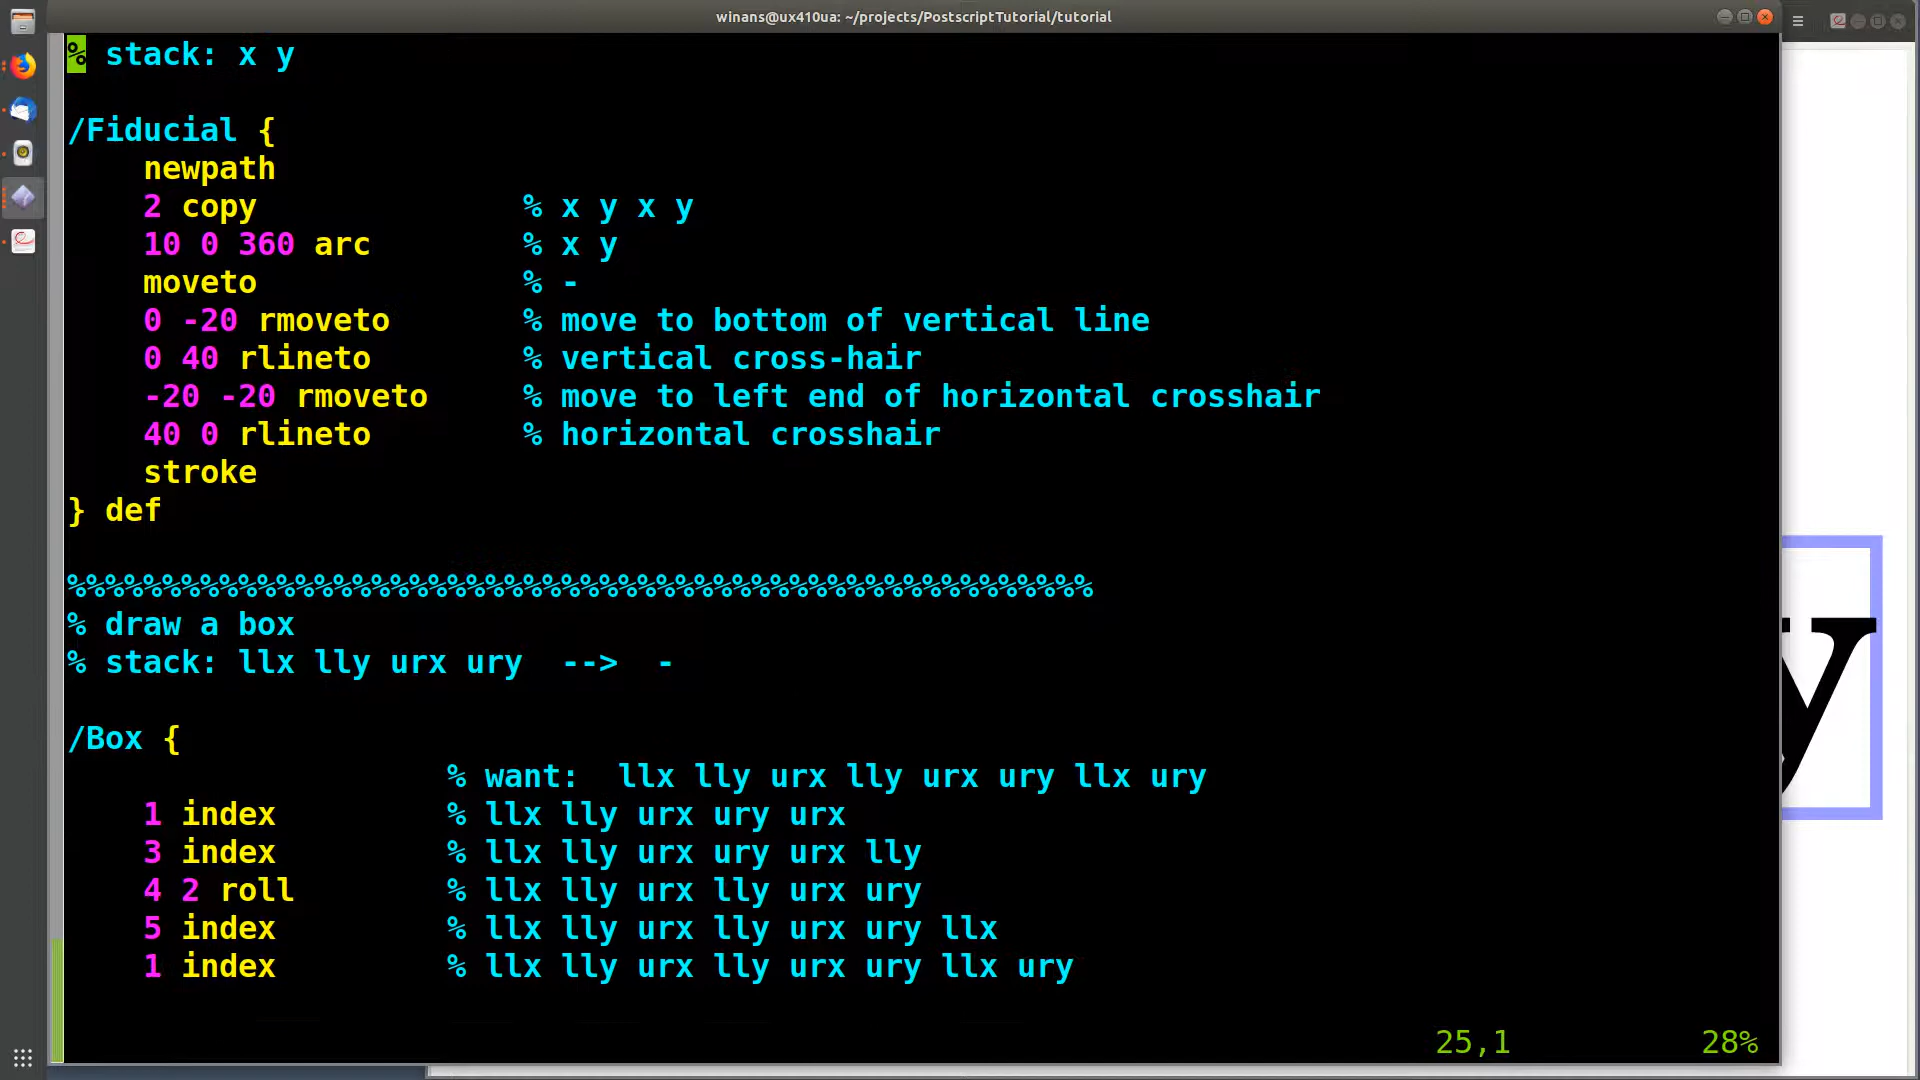 winans@ux410ua: ~/projects/PostscriptTutorial/tutorial
% stack: x y
/Fiducial {
newpath
2 copy % x y x y
10 0 360 arc % x y
moveto % -
0 -20 rmoveto % move to bottom of vertical line
0 40 rlineto % vertical cross-hair
-20 -20 rmoveto % move to left end of horizontal crosshair
40 0 rlineto % horizontal crosshair
stroke
} def
%%%%%%%%%%%%%%%%%%%%%%%%%%%%%%%%%%%%%%%%%%%%%%%%%%%%%%
% draw a box
% stack: llx lly urx ury --> -
/Box {
% want: llx lly urx lly urx ury llx ury
1 index % llx lly urx ury urx
3 index % llx lly urx ury urx lly
4 2 roll % llx lly urx lly urx ury
5 index % llx lly urx lly urx ury llx
1 index % llx lly urx lly urx ury llx ury
25,1 28%
y